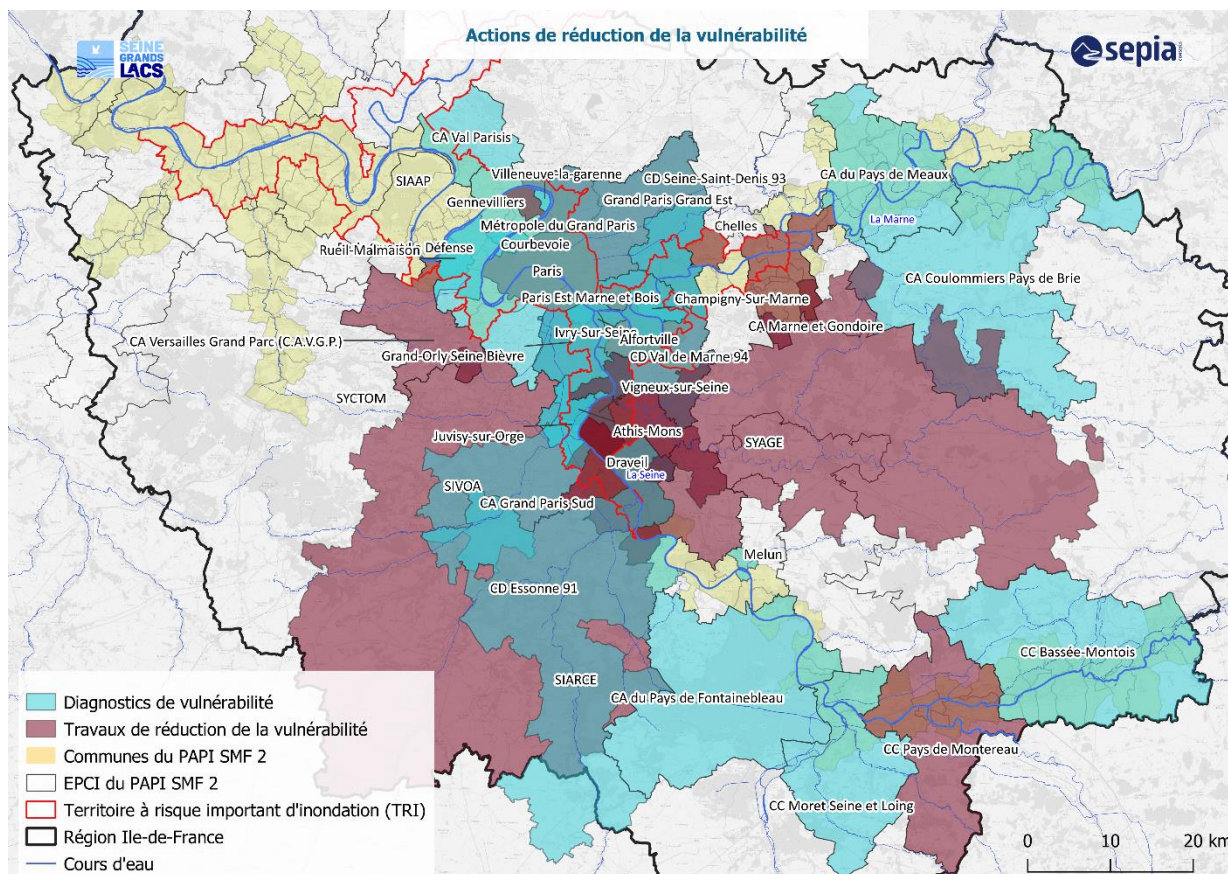 Actions de réduction de la vulnérabilité
SEINE
GRANDS
LACS
sepia
CONSEILS
CA Val Parisis
Villeneuve-la-garenne
CD Seine-Saint-Denis 93
SIAAP
CA du Pays de Meaux
Gennevilliers
Grand Paris Grand Est
La Marne
Métropole du Grand Paris
Chelles
Courbevoie
Rueil-Malmaison
Défense
Paris
CA Coulommiers Pays de Brie
Paris Est Marne et Bois
Champigny-Sur-Marne
CA Marne et Gondoire
Ivry-Sur-Seine
Alfortville
CA Versailles Grand Parc (C.A.V.G.P.)
Grand-Orly Seine Bièvre
CD Val de Marne 94
Vigneux-sur-Seine
SYCTOM
Juvisy-sur-Orge
Athis-Mons
SYAGE
Draveil
La Seine
SIVOA
CA Grand Paris Sud
Melun
CD Essonne 91
CC Bassée-Montois
SIARCE
CA du Pays de Fontainebleau
CC Pays de Montereau
CC Moret Seine et Loing
Diagnostics de vulnérabilité
Travaux de réduction de la vulnérabilité
Communes du PAPI SMF 2
EPCI du PAPI SMF 2
Territoire à risque important d'inondation (TRI)
Région Ile-de-France
Cours d'eau
0 10 20 km